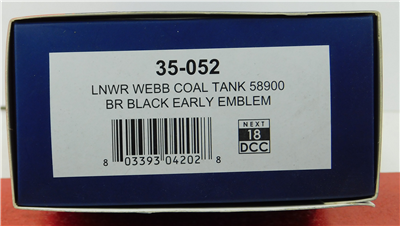 35-052
LNWR WEBB COAL TANK 58900
BR BLACK EARLY EMBLEM
NEXT
18
DCC
8 03393 04202 8